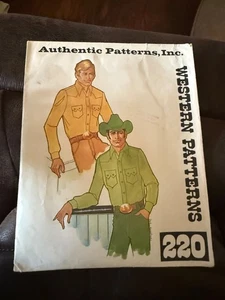 Authentic Patterns, Inc.
WESTERN PATTERNS
220